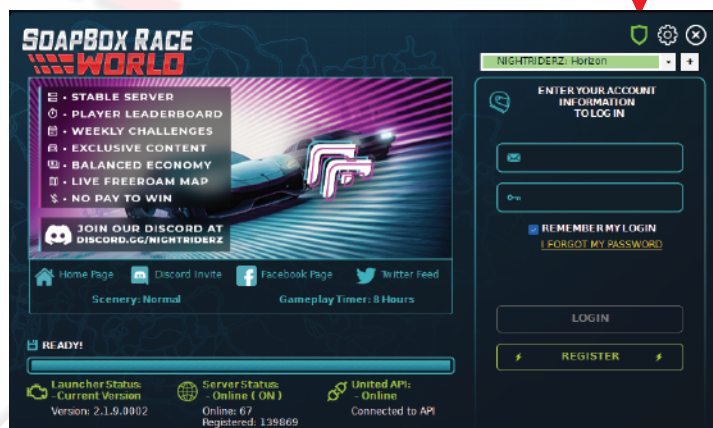 SOAPBOX RACE
WORLD
NIGHTRIDERZ: Horizon
+
• STABLE SERVER
• PLAYER LEADERBOARD
• WEEKLY CHALLENGES
• EXCLUSIVE CONTENT
• BALANCED ECONOMY
• LIVE FREEROAM MAP
• NO PAY TO WIN
JOIN OUR DISCORD AT
DISCORD.GG/NIGHTRIDERZ
Home Page
Discord Invite
Facebook Page
Twitter Feed
Scenery: Normal
Gameplay Timer: 8 Hours
READY!
Launcher Status:
- Current Version
Version: 2.1.9.0002
Server Status:
- Online ( ON )
Online: 67
Registered: 139869
United API:
- Online
Connected to API
ENTER YOUR ACCOUNT
INFORMATION
TO LOG IN
REMEMBER MY LOGIN
I FORGOT MY PASSWORD
LOGIN
REGISTER